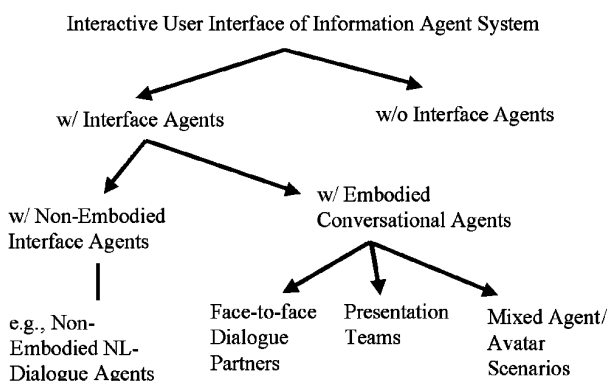 Interactive User Interface of Information Agent System
w/ Interface Agents
w/o Interface Agents
w/ Non-Embodied
Interface Agents
w/ Embodied
Conversational Agents
e.g., Non-
Embodied NL-
Dialogue Agents
Face-to-face
Dialogue
Partners
Presentation
Teams
Mixed Agent/
Avatar
Scenarios